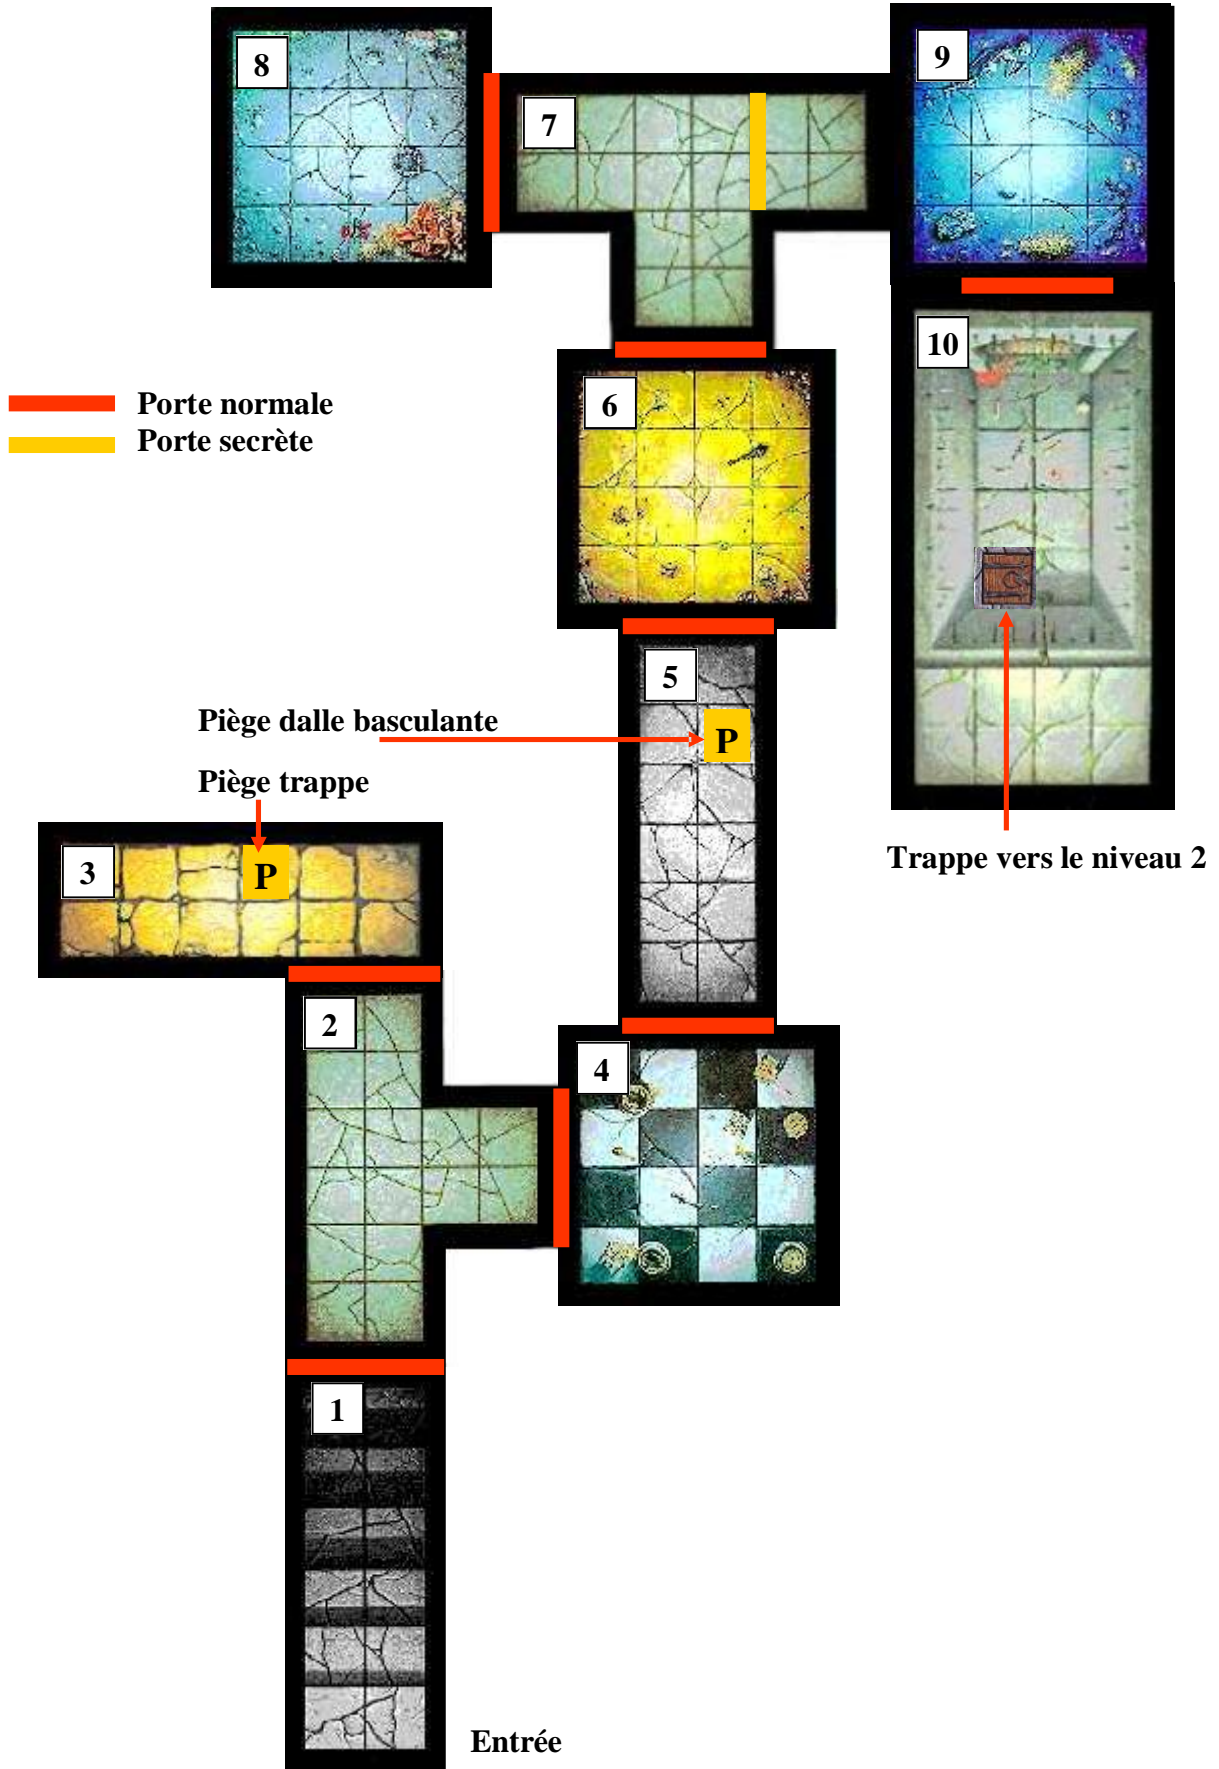 8
7
9
10
Porte normale
Porte secrète
6
5
Piège dalle basculante
P
Piège trappe
Trappe vers le niveau 2
3
P
2
4
1
Entrée